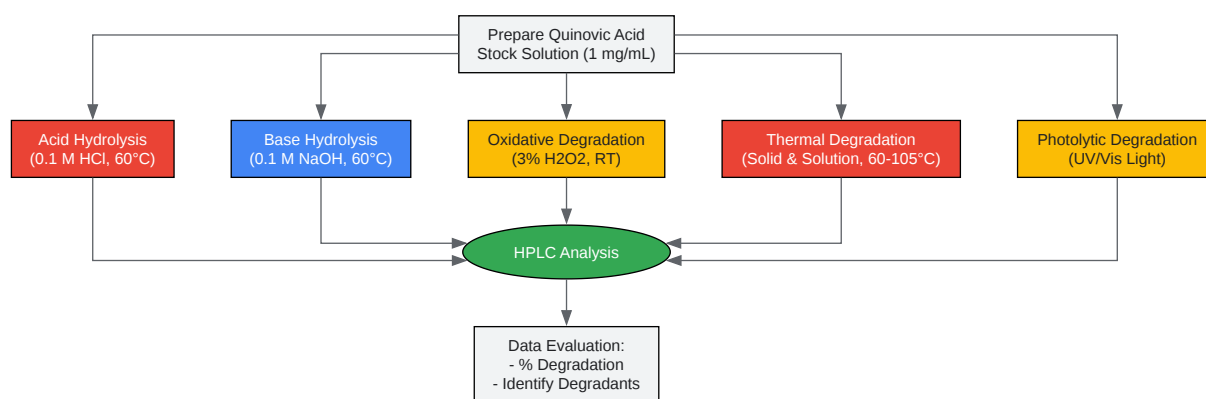 Prepare Quinovic Acid
Stock Solution (1 mg/mL)
Acid Hydrolysis
(0.1 M HCl, 60°C)
Base Hydrolysis
(0.1 M NaOH, 60°C)
Oxidative Degradation
(3% H2O2, RT)
Thermal Degradation
(Solid & Solution, 60-105°C)
Photolytic Degradation
(UV/Vis Light)
HPLC Analysis
Data Evaluation:
- % Degradation
- Identify Degradants